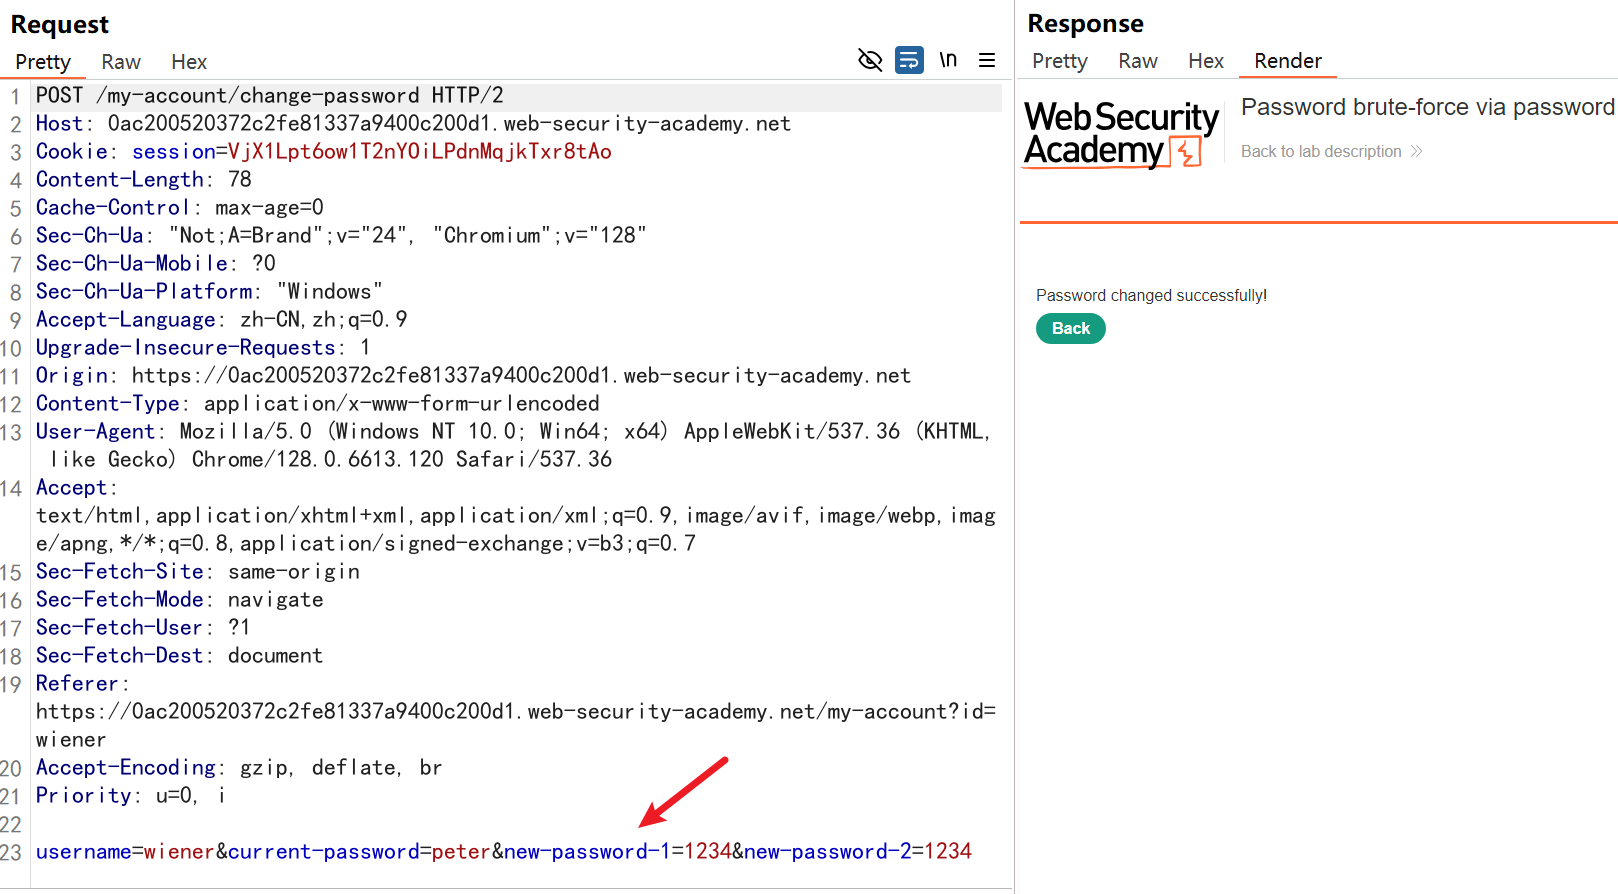 Request
Pretty Raw Hex
\n
1 POST /my-account/change-password HTTP/2
2 Host: 0ac200520372c2fe81337a9400c200d1.web-security-academy.net
3 Cookie: session=VjX1Lpt6ow1T2nYOiLPdnMqjkTxr8tAo
4 Content-Length: 78
5 Cache-Control: max-age=0
6 Sec-Ch-Ua: "Not;A=Brand";v="24", "Chromium";v="128"
7 Sec-Ch-Ua-Mobile: ?0
8 Sec-Ch-Ua-Platform: "Windows"
9 Accept-Language: zh-CN,zh;q=0.9
10 Upgrade-Insecure-Requests: 1
11 Origin: https://0ac200520372c2fe81337a9400c200d1.web-security-academy.net
12 Content-Type: application/x-www-form-urlencoded
13 User-Agent: Mozilla/5.0 (Windows NT 10.0; Win64; x64) AppleWebKit/537.36 (KHTML,
like Gecko) Chrome/128.0.6613.120 Safari/537.36
14 Accept:
text/html,application/xhtml+xml,application/xml;q=0.9,image/avif,image/webp,imag
e/apng,*/*;q=0.8,application/signed-exchange;v=b3;q=0.7
15 Sec-Fetch-Site: same-origin
16 Sec-Fetch-Mode: navigate
17 Sec-Fetch-User: ?1
18 Sec-Fetch-Dest: document
19 Referer:
https://0ac200520372c2fe81337a9400c200d1.web-security-academy.net/my-account?id=
wiener
20 Accept-Encoding: gzip, deflate, br
21 Priority: u=0, i
22
23 username=wiener&current-password=peter&new-password-1=1234&new-password-2=1234
Response
Pretty Raw Hex Render
Web Security
Academy
Password brute-force via password
Back to lab description
Password changed successfully!
Back